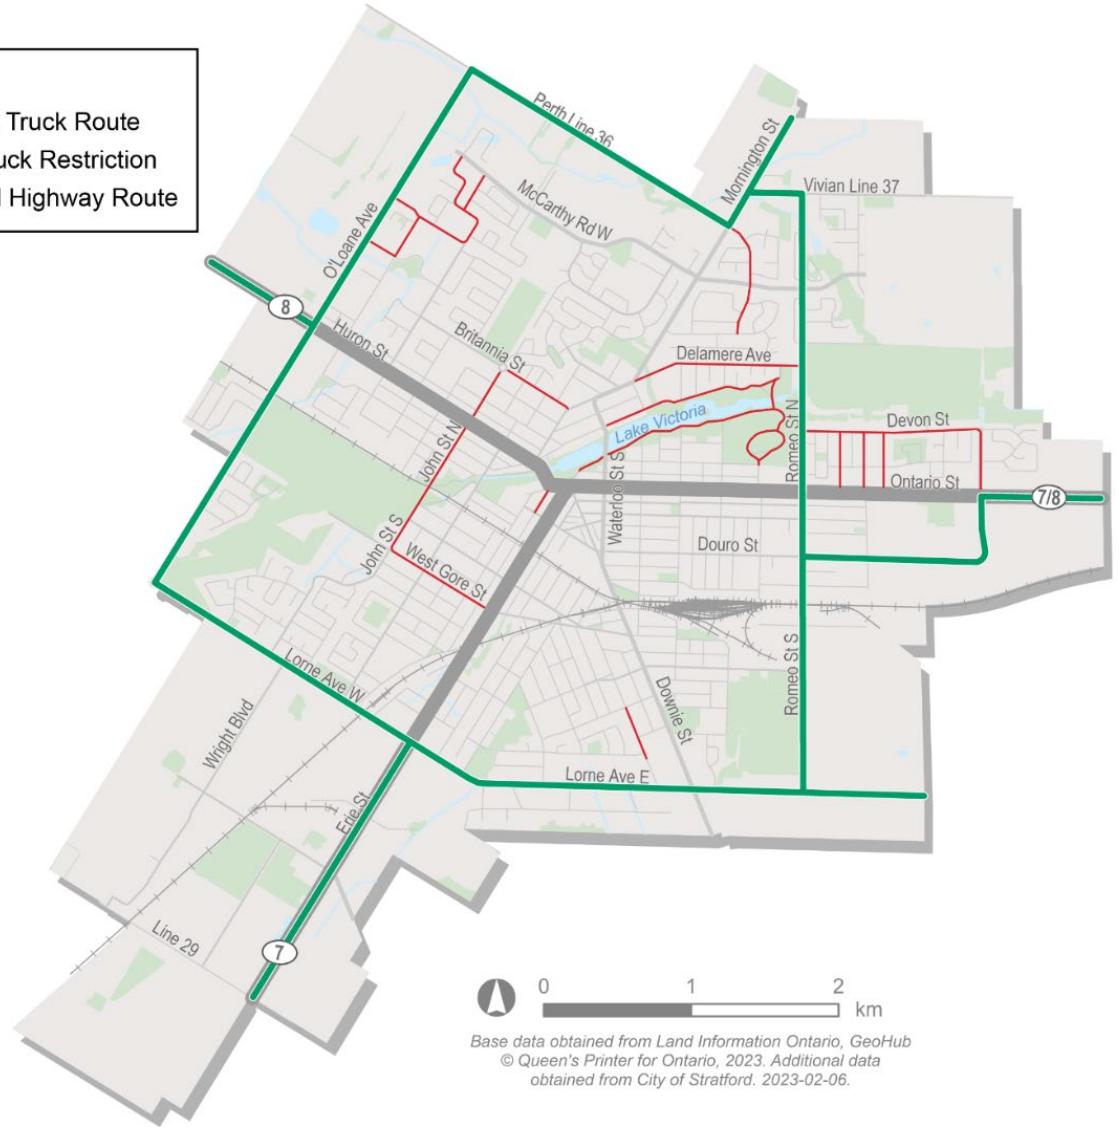 Truck Route
uck Restriction
Highway Route
Perth Line 36
Mornington St
Vivian Line 37
McCarthy Rd W
O'Loane Ave
8
Huron St
Britannia St
Delamere Ave
Lake Victoria
Devon St
John St N
Romeo St N
Waterloo St S
Ontario St
7/8
Douro St
John St S
West Gore St
Lorne Ave W
Romeo St S
Downie St
Wright Blvd
Lorne Ave E
Erie St
Line 29
7
0 1 2
km
Base data obtained from Land Information Ontario, GeoHub
© Queen's Printer for Ontario, 2023. Additional data
obtained from City of Stratford. 2023-02-06.